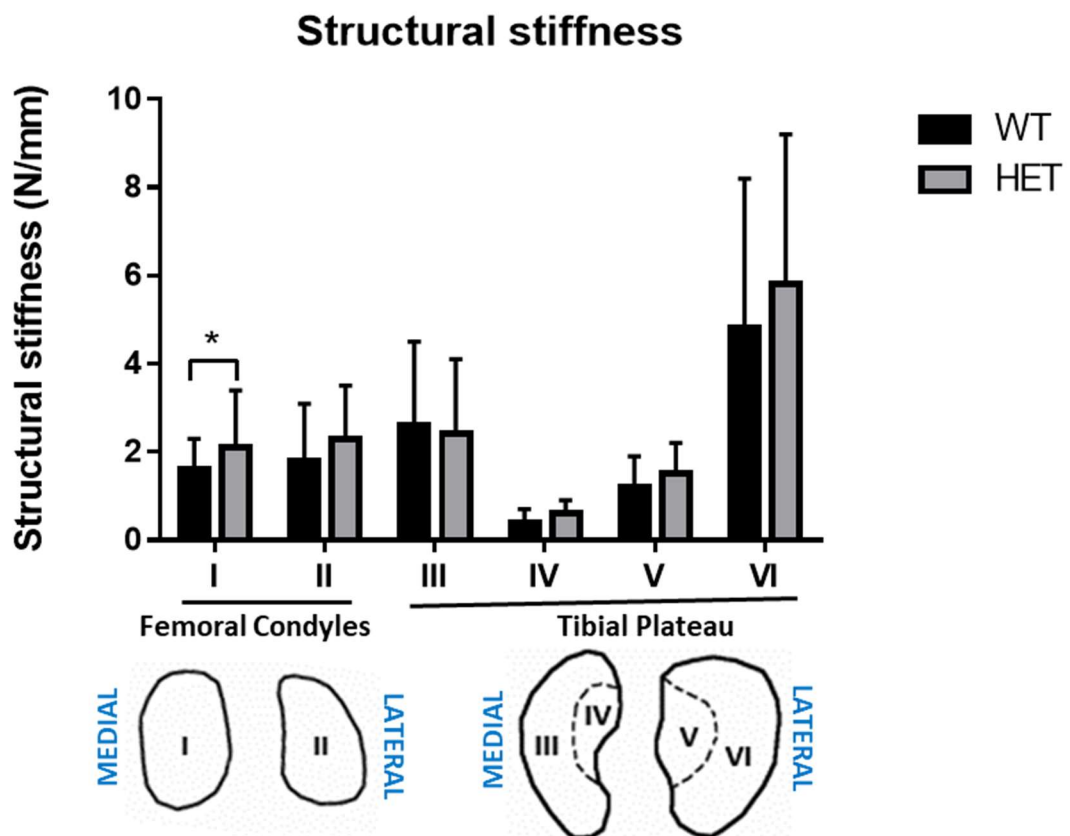 Structural stiffness
Structural stiffness (N/mm)
10
8
6
4
2
0
*
WT
HET
I II III IV V VI
Femoral Condyles Tibial Plateau
MEDIAL I II LATERAL
MEDIAL III IV V VI LATERAL